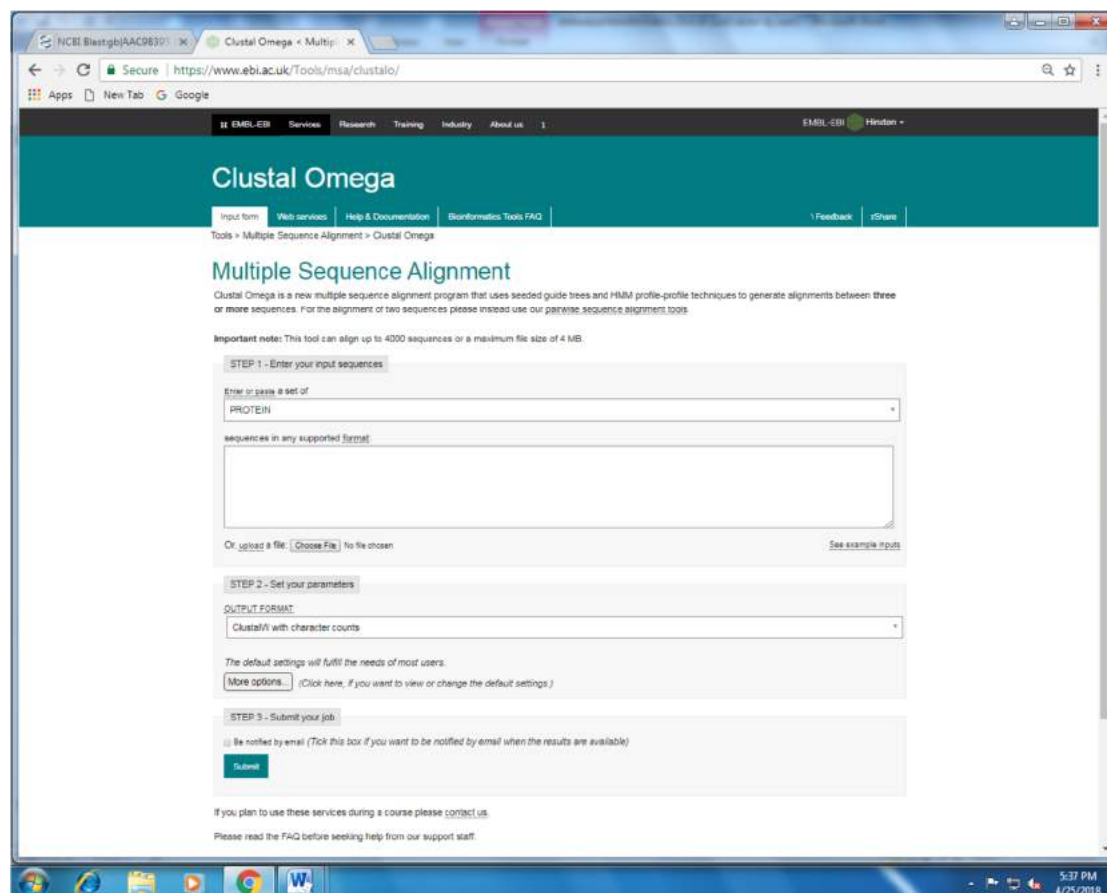 NCBI Blast:gb|AAC9839
Clustal Omega < Multip
Secure | https://www.ebi.ac.uk/Tools/msa/clustalo/
Apps New Tab Google
EMBL-EBI Services Research Training Industry About us EMBL-EBI Hinxton
Clustal Omega
Input form Web services Help & Documentation Bioinformatics Tools FAQ Feedback Share
Tools > Multiple Sequence Alignment > Clustal Omega
Multiple Sequence Alignment
Clustal Omega is a new multiple sequence alignment program that uses seeded guide trees and HMM profile-profile techniques to generate alignments between three
or more sequences. For the alignment of two sequences please instead use our pairwise sequence alignment tools.
Important note: This tool can align up to 4000 sequences or a maximum file size of 4 MB.
STEP 1 - Enter your input sequences
Enter or paste a set of
PROTEIN
sequences in any supported format:
Or, upload a file: Choose File No file chosen See example inputs
STEP 2 - Set your parameters
OUTPUT FORMAT
ClustalW with character counts
The default settings will fulfill the needs of most users.
More options... (Click here, if you want to view or change the default settings.)
STEP 3 - Submit your job
Be notified by email (Tick this box if you want to be notified by email when the results are available)
Submit
If you plan to use these services during a course please contact us.
Please read the FAQ before seeking help from our support staff.
5:37 PM
4/25/2018